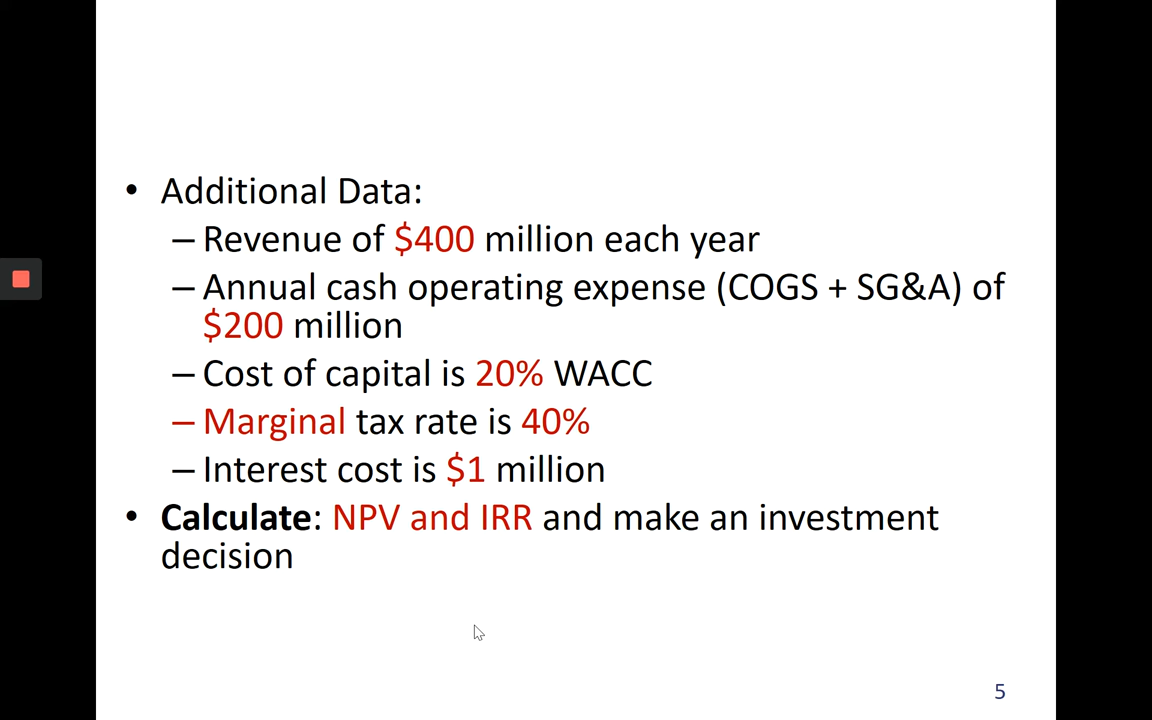 • Additional Data:
– Revenue of $400 million each year
– Annual cash operating expense (COGS + SG&A) of
$200 million
– Cost of capital is 20% WACC
– Marginal tax rate is 40%
– Interest cost is $1 million
• Calculate: NPV and IRR and make an investment
decision
5